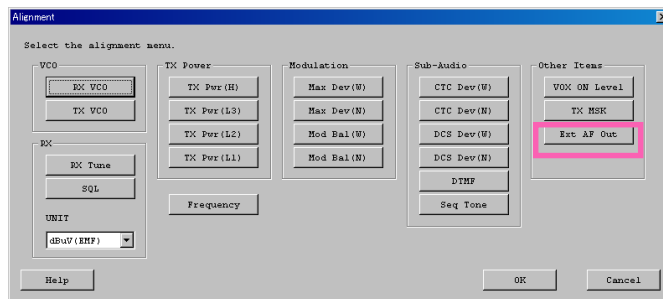 Alignment
Select the alignment menu.
VCO
RX VCO
TX VCO
RX
RX Tune
SQL
UNIT
dBuV(EMF)
TX Power
TX Pwr(H)
TX Pwr(L3)
TX Pwr(L2)
TX Pwr(L1)
Frequency
Modulation
Max Dev(W)
Max Dev(N)
Mod Bal(W)
Mod Bal(N)
Sub-Audio
CTC Dev(W)
CTC Dev(N)
DCS Dev(W)
DCS Dev(N)
DTMF
Seq Tone
Other Items
VOX ON Level
TX MSK
Ext AF Out
Help
OK
Cancel